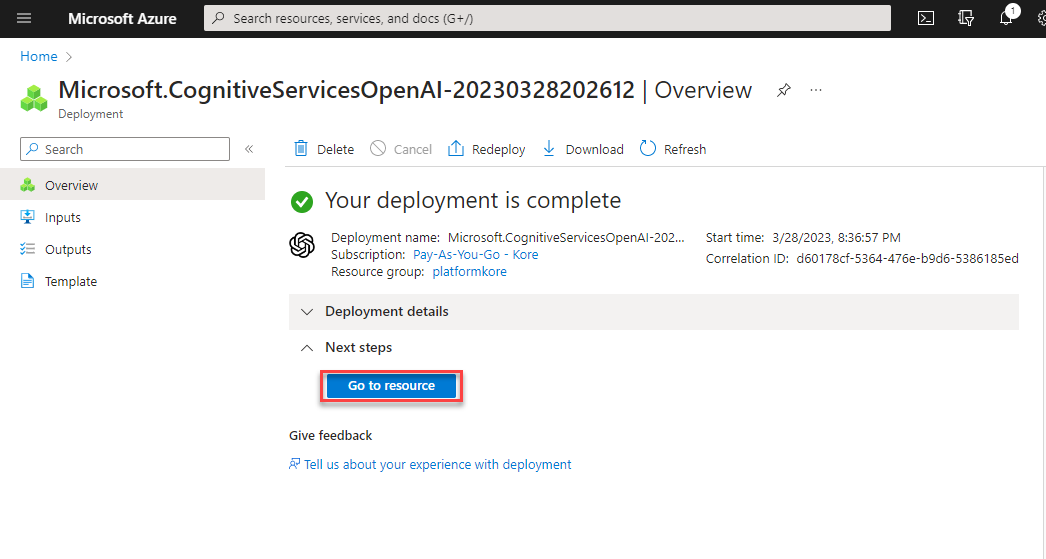 Microsoft Azure
Search resources, services, and docs (G+/)
1
Home
Microsoft.CognitiveServicesOpenAI-20230328202612 | Overview
Deployment
Search
Overview
Inputs
Outputs
Template
Delete
Cancel
Redeploy
Download
Refresh
Your deployment is complete
Deployment name: Microsoft.CognitiveServicesOpenAI-202...
Subscription: Pay-As-You-Go - Kore
Resource group: platformkore
Start time: 3/28/2023, 8:36:57 PM
Correlation ID: d60178cf-5364-476e-b9d6-5386185ed
Deployment details
Next steps
Go to resource
Give feedback
Tell us about your experience with deployment